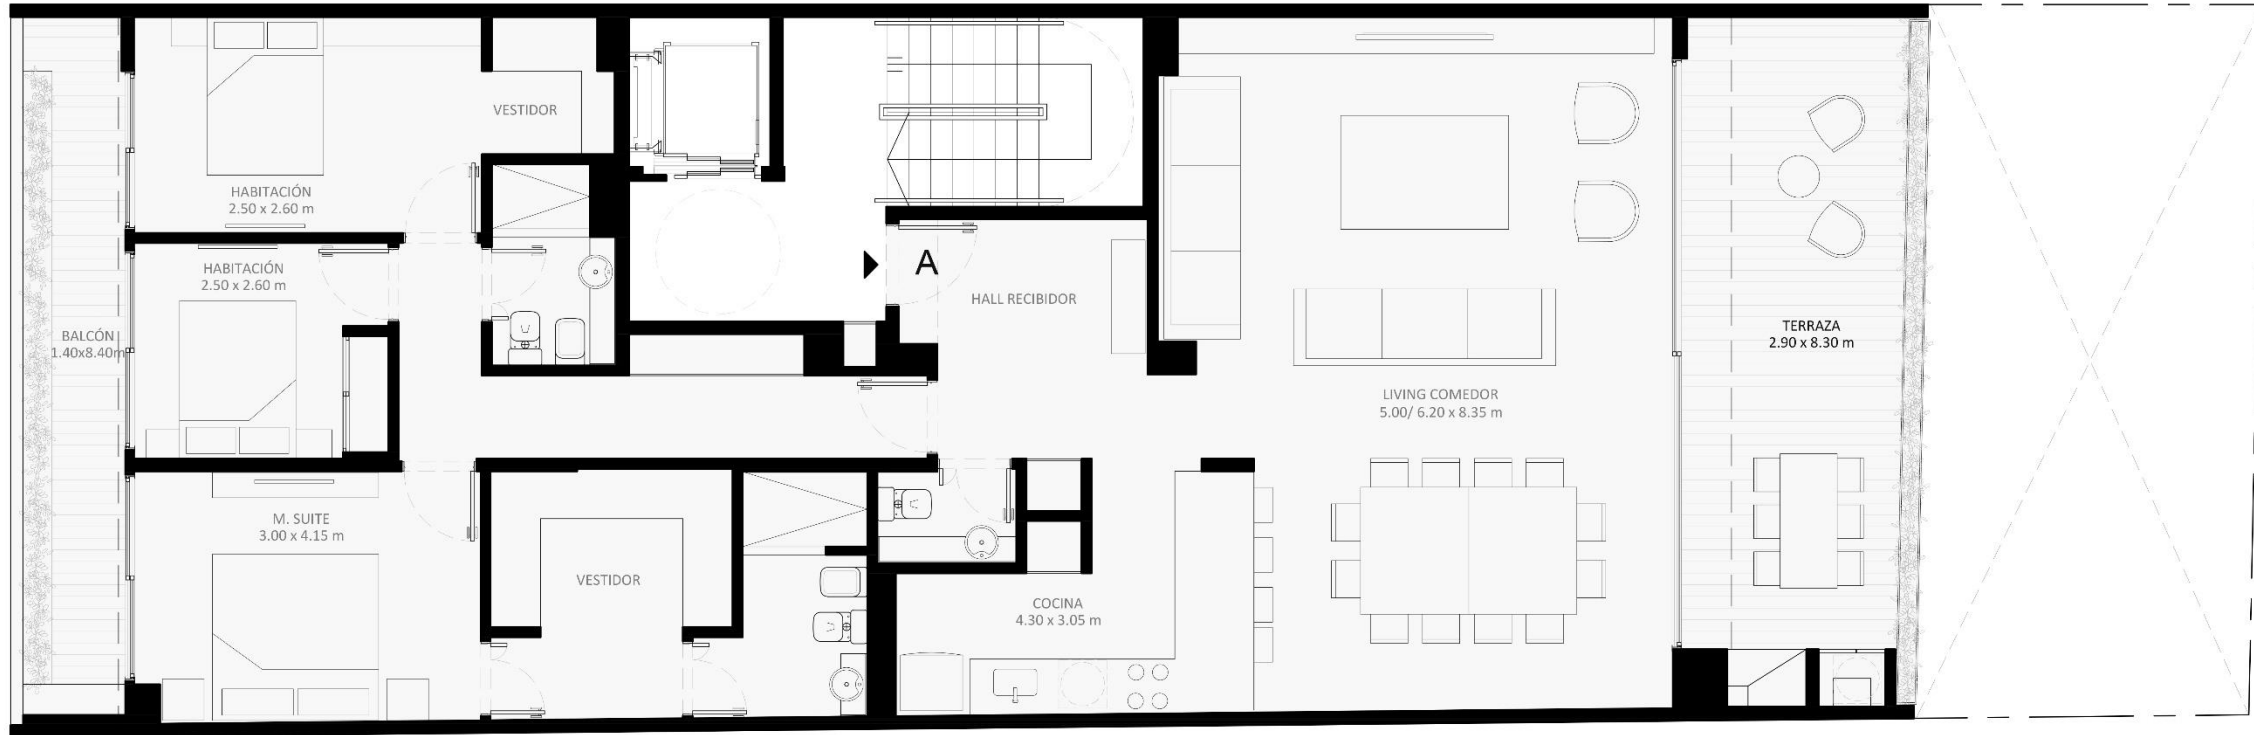 VESTIDOR
HABITACIÓN
2.50 x 2.60 m
HABITACIÓN
2.50 x 2.60 m
A
HALL RECIBIDOR
BALCÓN
1.40x8.40m
TERRAZA
2.90 x 8.30 m
LIVING COMEDOR
5.00/ 6.20 x 8.35 m
M. SUITE
3.00 x 4.15 m
VESTIDOR
COCINA
4.30 x 3.05 m